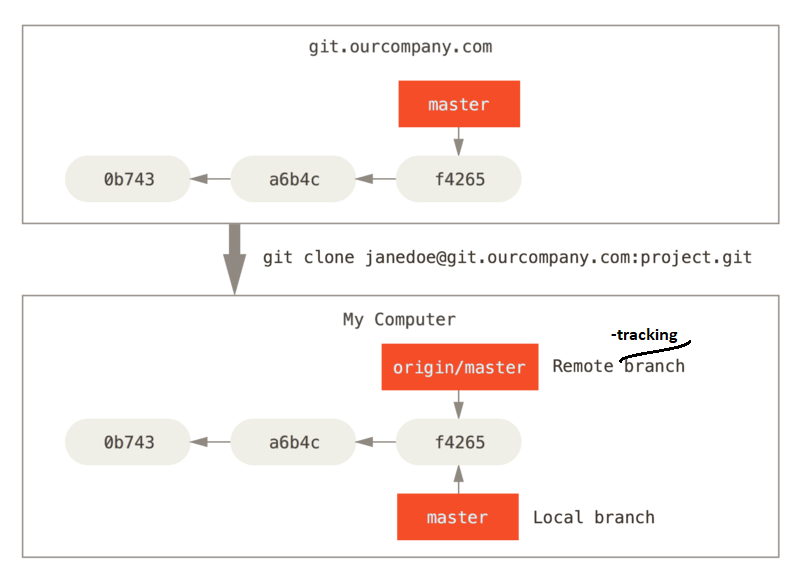 git.ourcompany.com
master
0b743 a6b4c f4265
git clone janedoe@git.ourcompany.com:project.git
My Computer
-tracking
origin/master Remote branch
0b743 a6b4c f4265
master Local branch